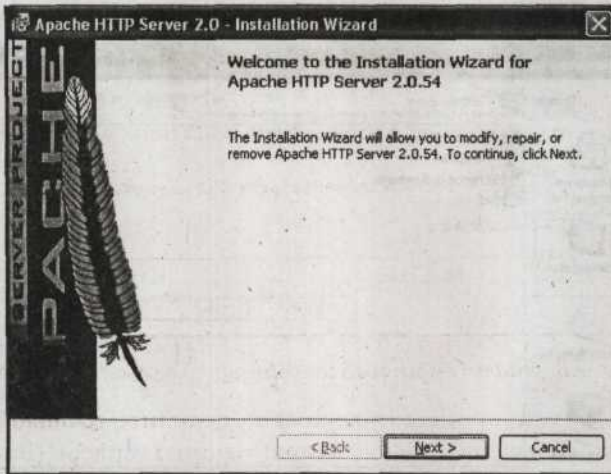 Apache HTTP Server 2.0 - Installation Wizard
SERVER PROJECT
PACHE
Welcome to the Installation Wizard for
Apache HTTP Server 2.0.54
The Installation Wizard will allow you to modify, repair, or
remove Apache HTTP Server 2.0.54. To continue, click Next.
< Back
Next >
Cancel